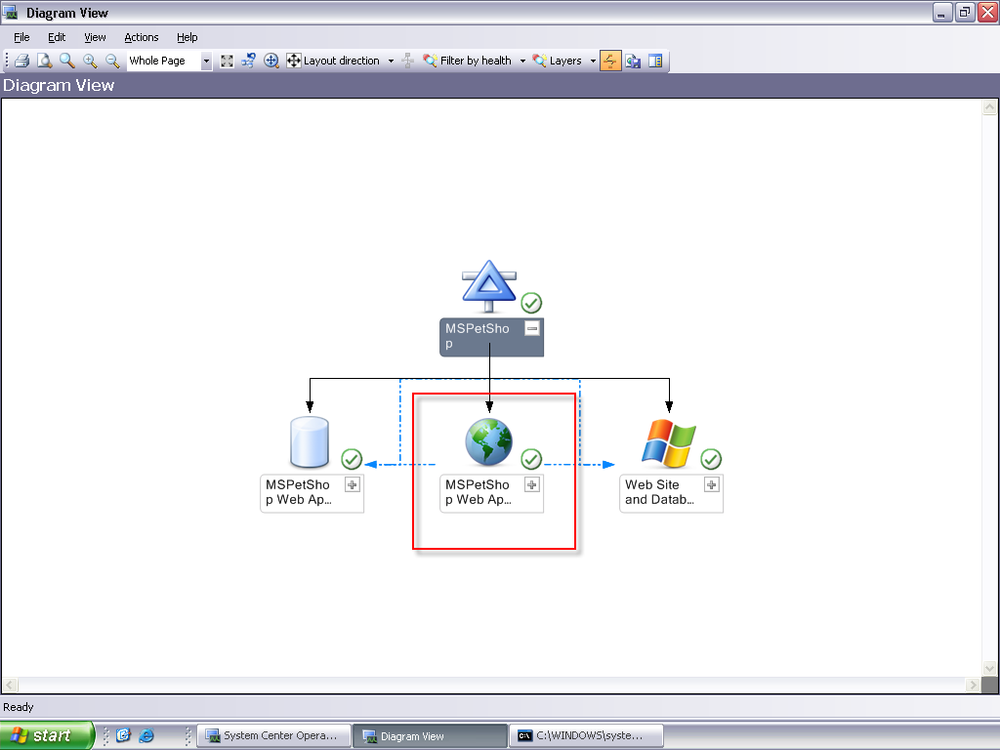 Diagram View
File Edit View Actions Help
Whole Page Layout direction Filter by health Layers
Diagram View
MSPetSho
p
MSPetSho
p Web Ap...
MSPetSho
p Web Ap...
Web Site
and Datab...
Ready
start System Center Opera... Diagram View C:\WINDOWS\syste...